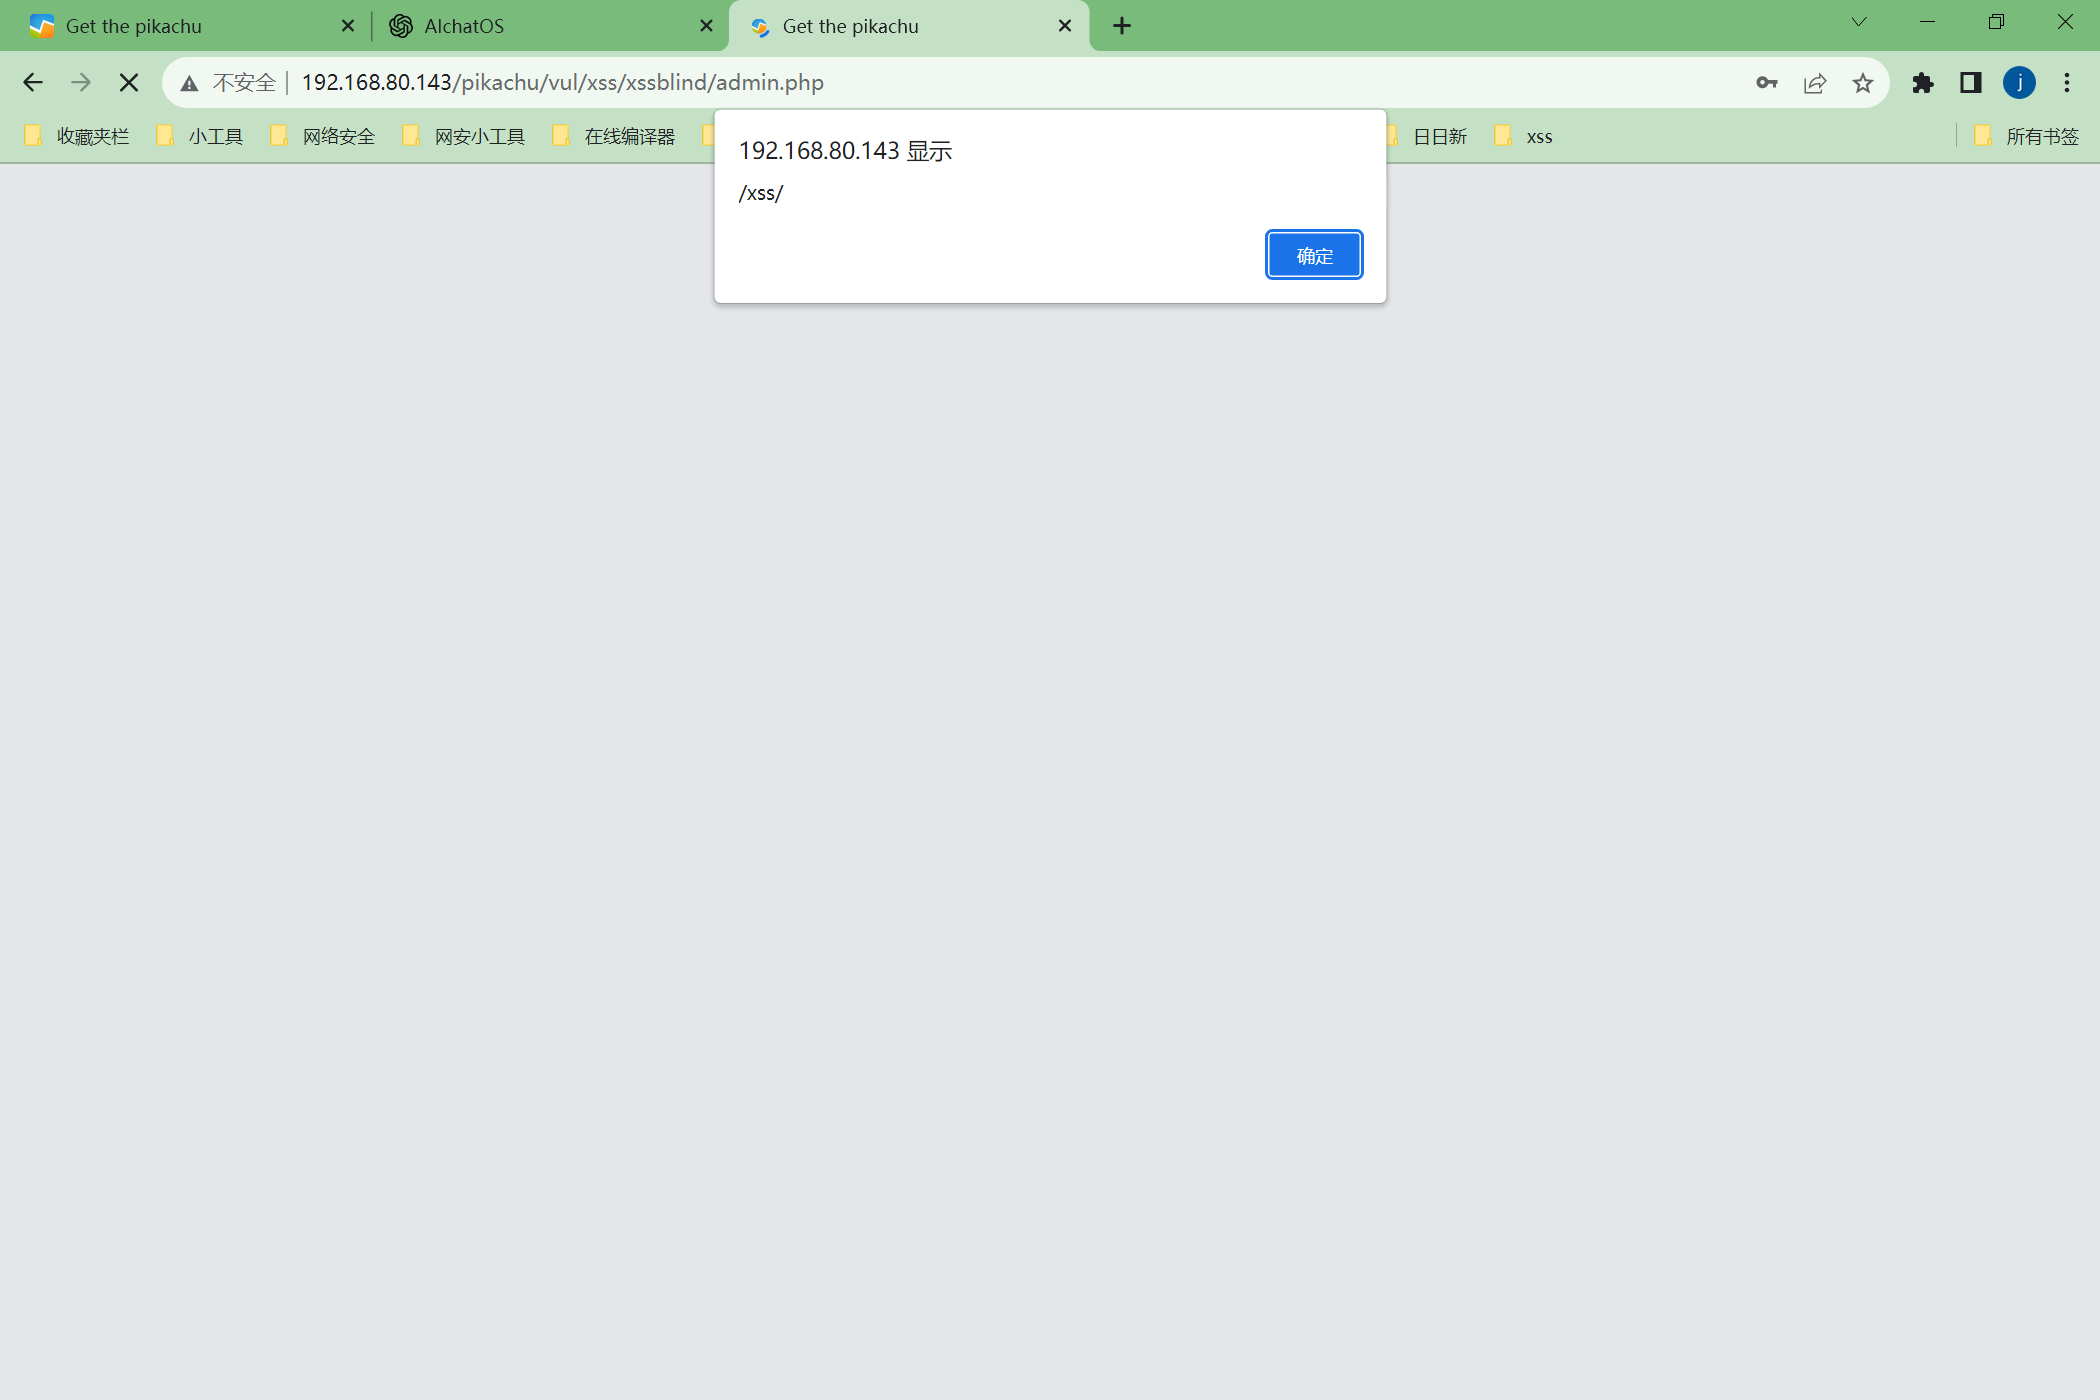 Get the pikachu
AIchatOS
Get the pikachu
不安全
192.168.80.143/pikachu/vul/xss/xssblind/admin.php
j
收藏夹栏
小工具
网络安全
网安小工具
在线编译器
日日新
xss
所有书签
192.168.80.143 显示
/xss/
确定